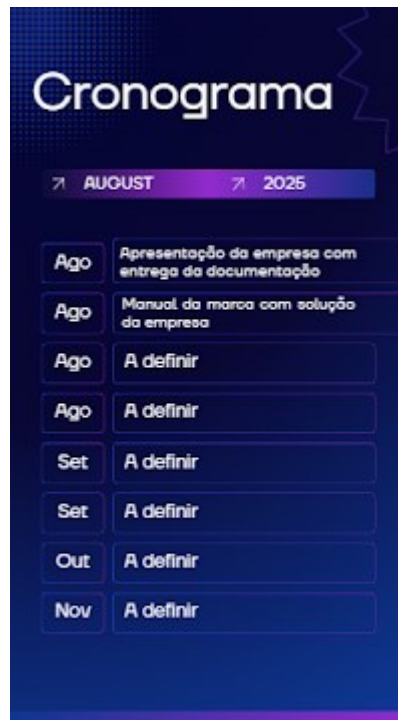 Cronograma
AUGUST 2025
Ago Apresentação da empresa com
entrega da documentação
Ago Manual da marca com solução
da empresa
Ago A definir
Ago A definir
Set A definir
Set A definir
Out A definir
Nov A definir